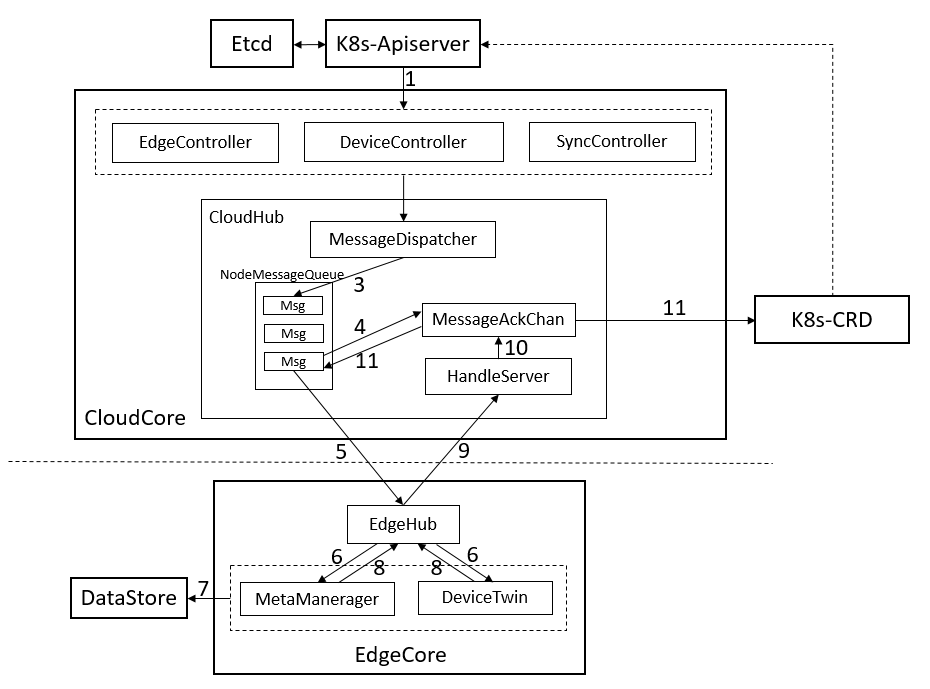 Etcd
K8s-Apiserver
1
EdgeController
DeviceController
SyncController
CloudHub
MessageDispatcher
NodeMessageQueue
3
Msg
Msg
Msg
4
11
MessageAckChan
11
K8s-CRD
10
HandleServer
CloudCore
5
9
EdgeHub
6
8
8
6
DataStore
7
MetaManerager
DeviceTwin
EdgeCore